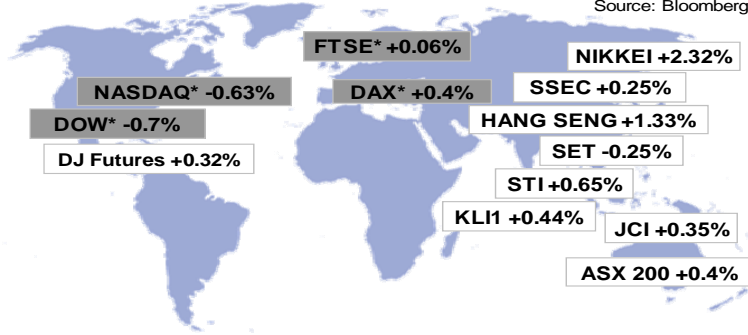 Source: Bloomberg
FTSE* +0.06%
NIKKEI +2.32%
NASDAQ* -0.63%
DAX* +0.4%
SSEC +0.25%
DOW* -0.7%
HANG SENG +1.33%
DJ Futures +0.32%
SET -0.25%
STI +0.65%
KLI1 +0.44%
JCI +0.35%
ASX 200 +0.4%